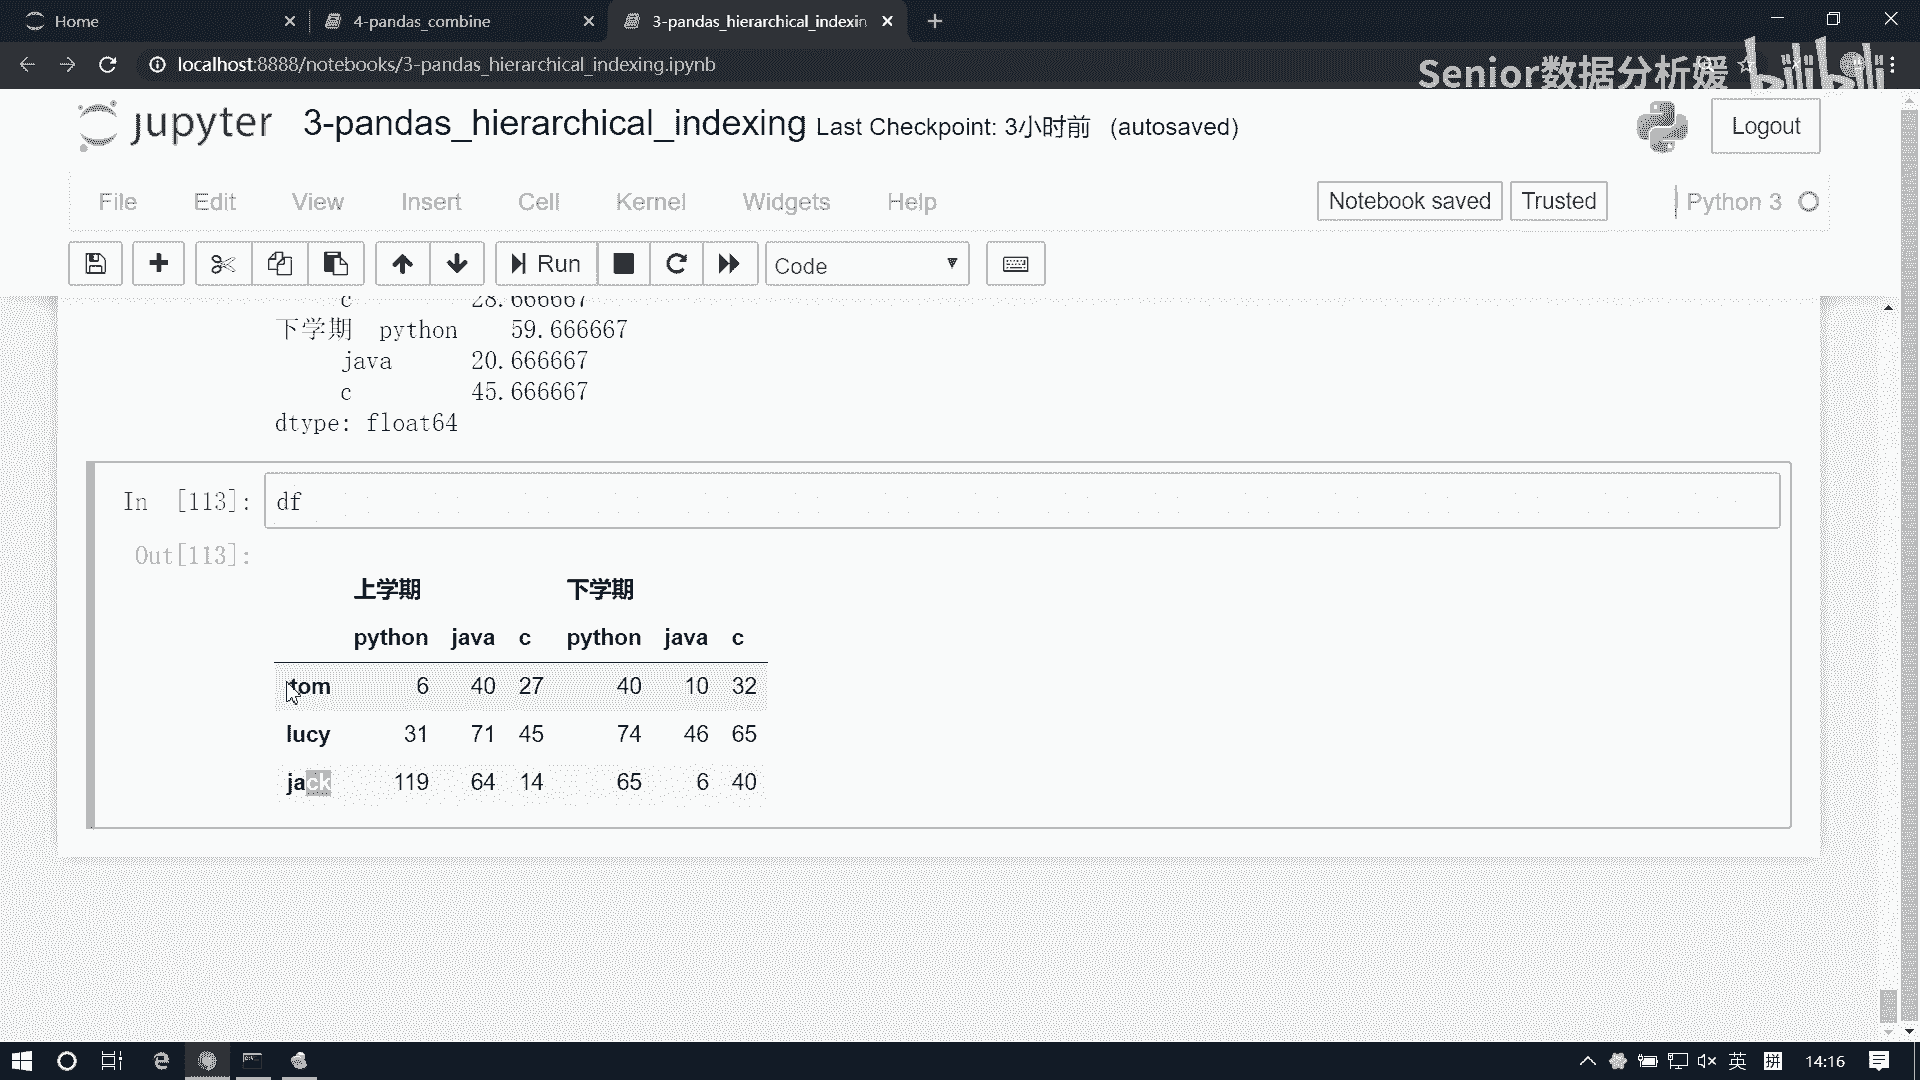 Home
4-pandas_combine
3-pandas_hierarchical_indexin
localhost:8888/notebooks/3-pandas_hierarchical_indexing.ipynb
Senior数据分析媛 bilibili
jupyter 3-pandas_hierarchical_indexing Last Checkpoint: 3小时前 (autosaved)
Logout
File Edit View Insert Cell Kernel Widgets Help
Notebook saved Trusted Python 3
Run Code
c 28.666667
下学期 python 59.666667
java 20.666667
c 45.666667
dtype: float64
In [113]: df
Out[113]:
上学期 下学期
python java c python java c
tom 6 40 27 40 10 32
lucy 31 71 45 74 46 65
jack 119 64 14 65 6 40
英 拼 14:16